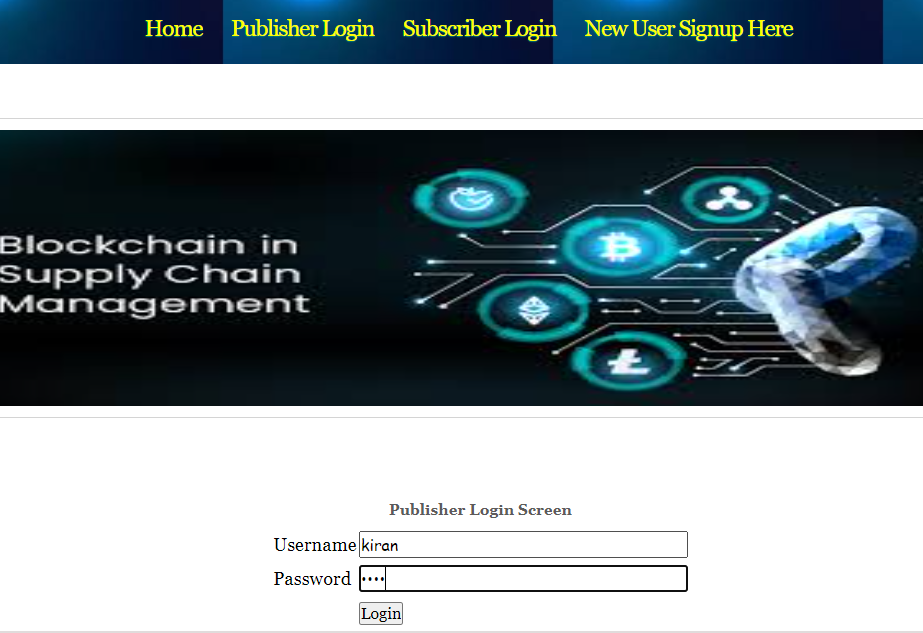 Home Publisher Login Subscriber Login New User Signup Here
Blockchain in
Supply Chain
Management
Publisher Login Screen
Username kiran
Password ••••
Login